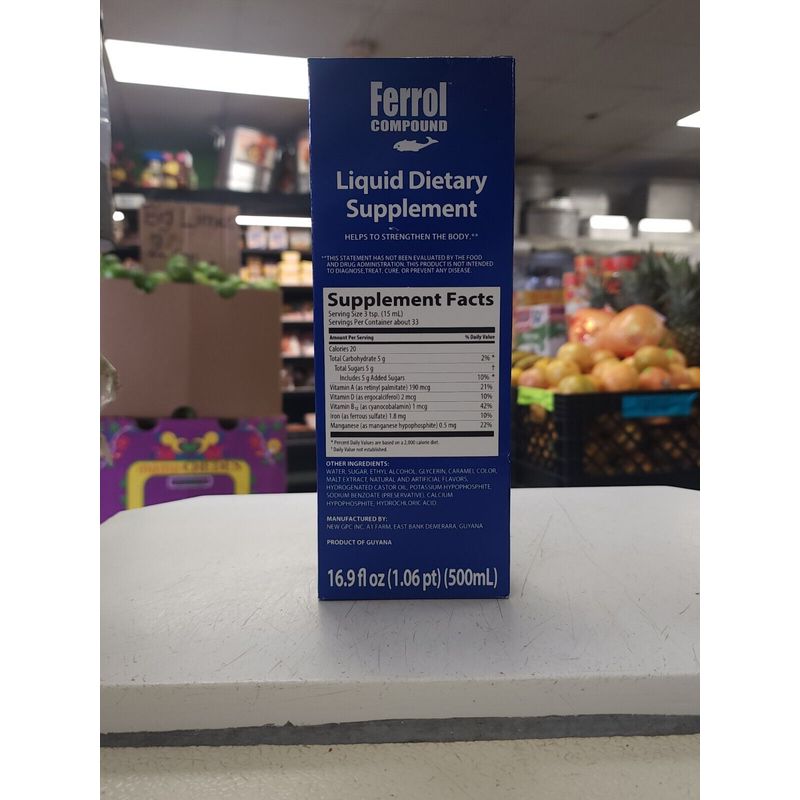 Ferrol™
COMPOUND
Liquid Dietary
Supplement
HELPS TO STRENGTHEN THE BODY.**
**THIS STATEMENT HAS NOT BEEN EVALUATED BY THE FOOD
AND DRUG ADMINISTRATION. THIS PRODUCT IS NOT INTENDED
TO DIAGNOSE,TREAT, CURE, OR PREVENT ANY DISEASE.
Supplement Facts
Serving Size 3 tsp. (15 mL)
Servings Per Container about 33
Amount Per Serving % Daily Value
Calories 20
Total Carbohydrate 5 g 2% *
Total Sugars 5 g †
Includes 5 g Added Sugars 10% *
Vitamin A (as retinyl palmitate) 190 mcg 21%
Vitamin D (as ergocalciferol) 2 mcg 10%
Vitamin B12 (as cyanocobalamin) 1 mcg 42%
Iron (as ferrous sulfate) 1.8 mg 10%
Manganese (as manganese hypophosphite) 0.5 mg 22%
* Percent Daily Values are based on a 2,000 calorie diet.
† Daily Value not established.
OTHER INGREDIENTS:
WATER, SUGAR, ETHYL ALCOHOL, GLYCERIN, CARAMEL COLOR,
MALT EXTRACT, NATURAL AND ARTIFICIAL FLAVORS,
HYDROGENATED CASTOR OIL, POTASSIUM HYPOPHOSPHITE,
SODIUM BENZOATE (PRESERVATIVE), CALCIUM
HYPOPHOSPHITE, HYDROCHLORIC ACID.
MANUFACTURED BY:
NEW GPC INC. A1 FARM, EAST BANK DEMERARA, GUYANA
PRODUCT OF GUYANA
16.9 fl oz (1.06 pt) (500mL)